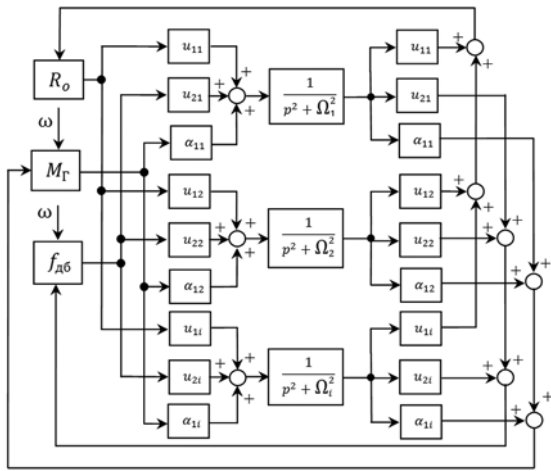 u₁₁ u₁₁ +
+ +
R₀ u₂₁ + 1/(p² + Ω₁²) u₂₁ +
+
ω α₁₁ α₁₁
M_Г u₁₂ u₁₂ +
+ +
ω u₂₂ + 1/(p² + Ω₂²) u₂₂ + +
+
f_дб α₁₂ α₁₂ + +
u₁ᵢ u₁ᵢ
+ +
u₂ᵢ + 1/(p² + Ωᵢ²) u₂ᵢ +
+ +
α₁ᵢ α₁ᵢ +